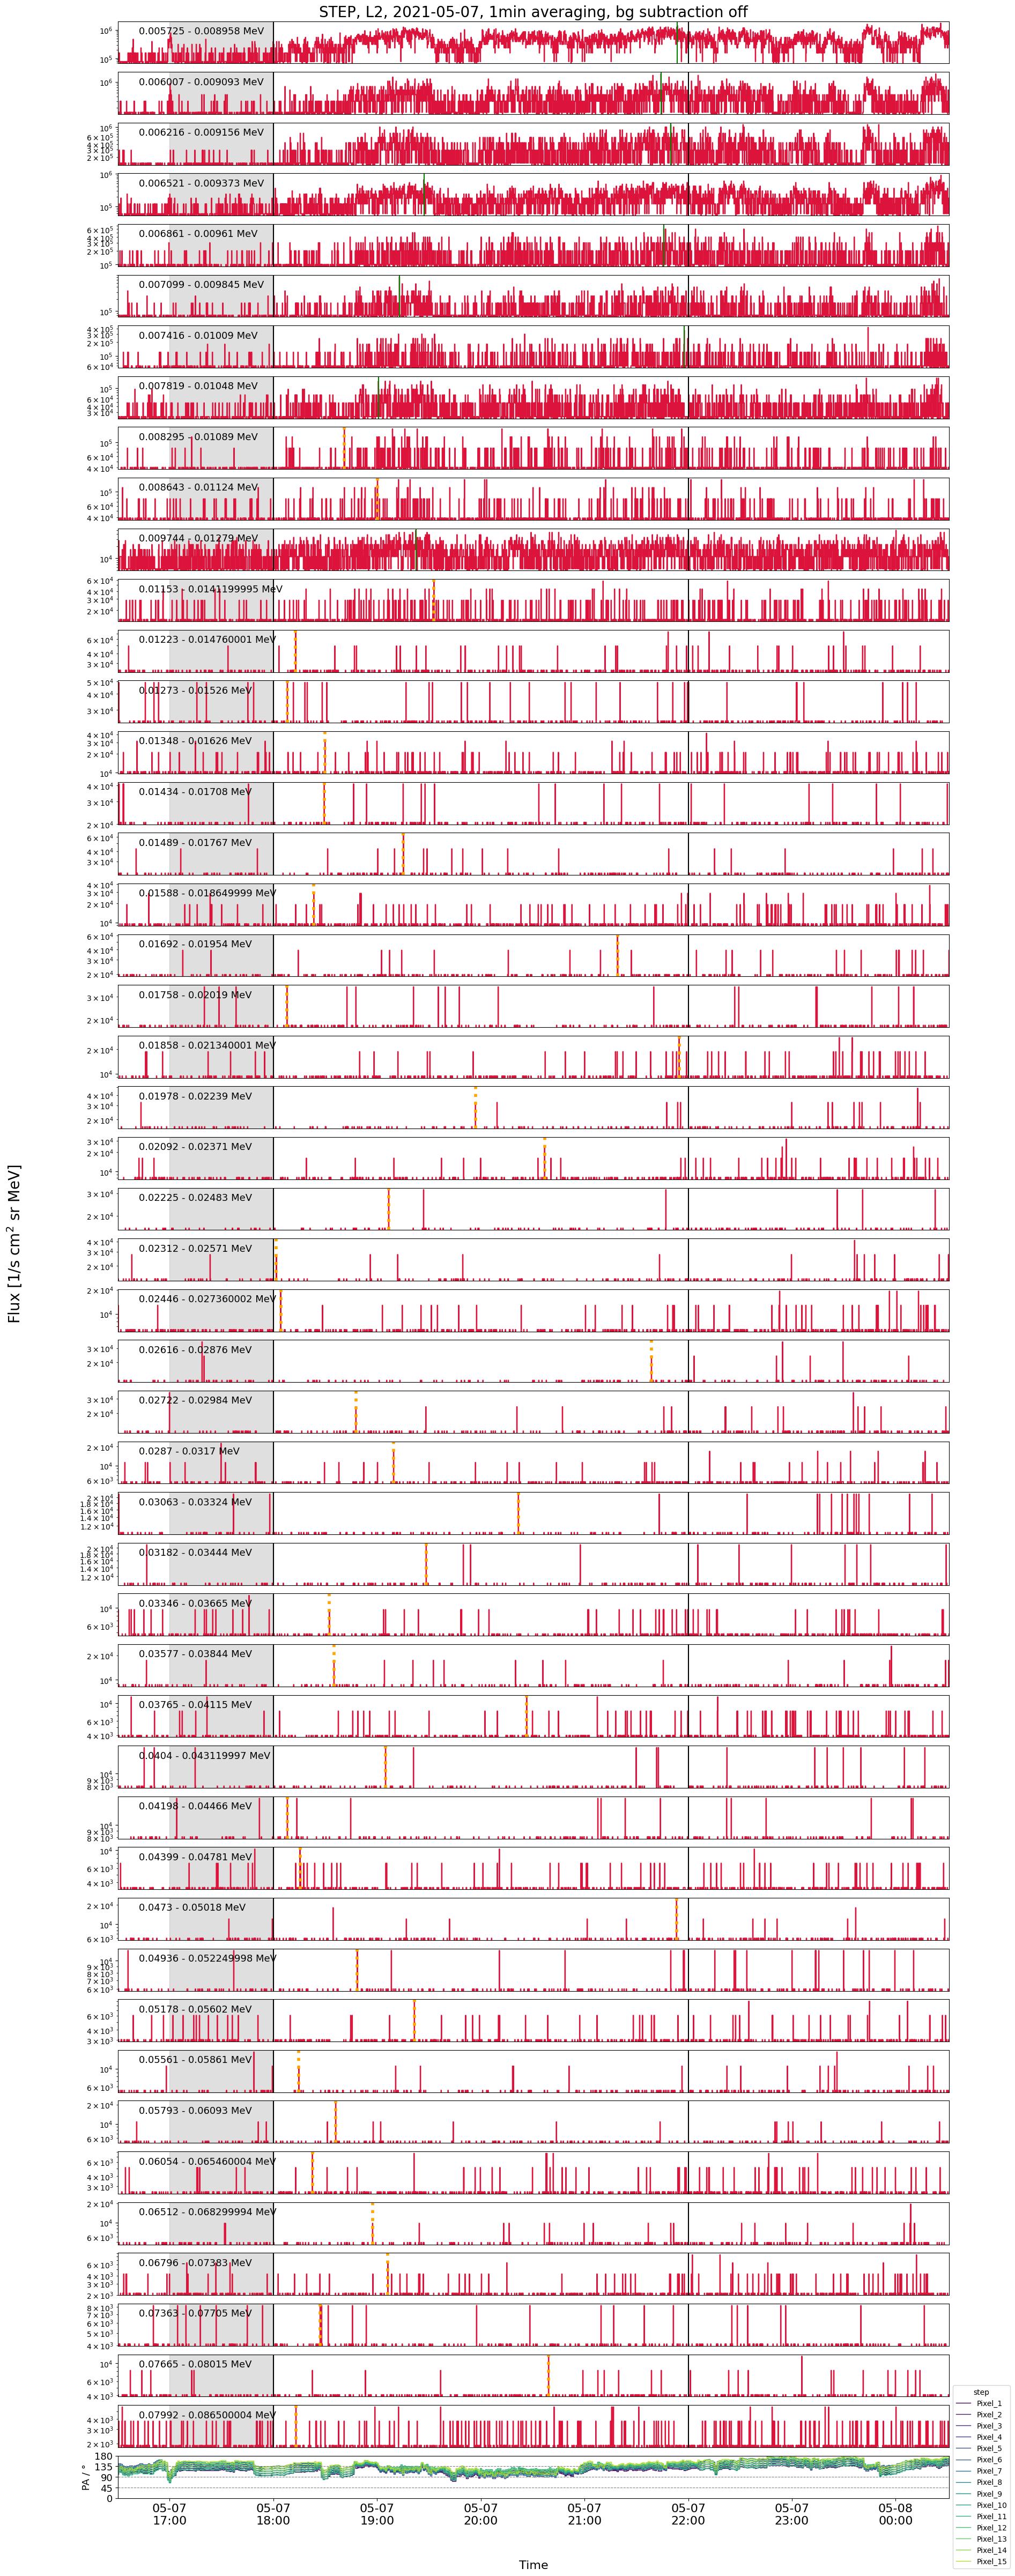 STEP, L2, 2021-05-07, 1min averaging, bg subtraction off
0.005725 - 0.008958 MeV
0.006007 - 0.009093 MeV
0.006216 - 0.009156 MeV
0.006521 - 0.009373 MeV
0.006861 - 0.00961 MeV
0.007099 - 0.009845 MeV
0.007416 - 0.01009 MeV
0.007819 - 0.01048 MeV
0.008295 - 0.01089 MeV
0.008643 - 0.01124 MeV
0.009744 - 0.01279 MeV
0.01153 - 0.0141199995 MeV
0.01223 - 0.014760001 MeV
0.01273 - 0.01526 MeV
0.01348 - 0.01626 MeV
0.01434 - 0.01708 MeV
0.01489 - 0.01767 MeV
0.01588 - 0.018649999 MeV
0.01692 - 0.01954 MeV
0.01758 - 0.02019 MeV
0.01858 - 0.021340001 MeV
0.01978 - 0.02239 MeV
0.02092 - 0.02371 MeV
0.02225 - 0.02483 MeV
0.02312 - 0.02571 MeV
0.02446 - 0.027360002 MeV
0.02616 - 0.02876 MeV
0.02722 - 0.02984 MeV
0.0287 - 0.0317 MeV
0.03063 - 0.03324 MeV
0.03182 - 0.03444 MeV
0.03346 - 0.03665 MeV
0.03577 - 0.03844 MeV
0.03765 - 0.04115 MeV
0.0404 - 0.043119997 MeV
0.04198 - 0.04466 MeV
0.04399 - 0.04781 MeV
0.0473 - 0.05018 MeV
0.04936 - 0.052249998 MeV
0.05178 - 0.05602 MeV
0.05561 - 0.05861 MeV
0.05793 - 0.06093 MeV
0.06054 - 0.065460004 MeV
0.06512 - 0.068299994 MeV
0.06796 - 0.07383 MeV
0.07363 - 0.07705 MeV
0.07665 - 0.08015 MeV
0.07992 - 0.086500004 MeV
Flux [1/s cm² sr MeV]
PA / °
180
135
90
45
0
05-07 17:00
05-07 18:00
05-07 19:00
05-07 20:00
05-07 21:00
05-07 22:00
05-07 23:00
05-08 00:00
Time
step
Pixel_1
Pixel_2
Pixel_3
Pixel_4
Pixel_5
Pixel_6
Pixel_7
Pixel_8
Pixel_9
Pixel_10
Pixel_11
Pixel_12
Pixel_13
Pixel_14
Pixel_15